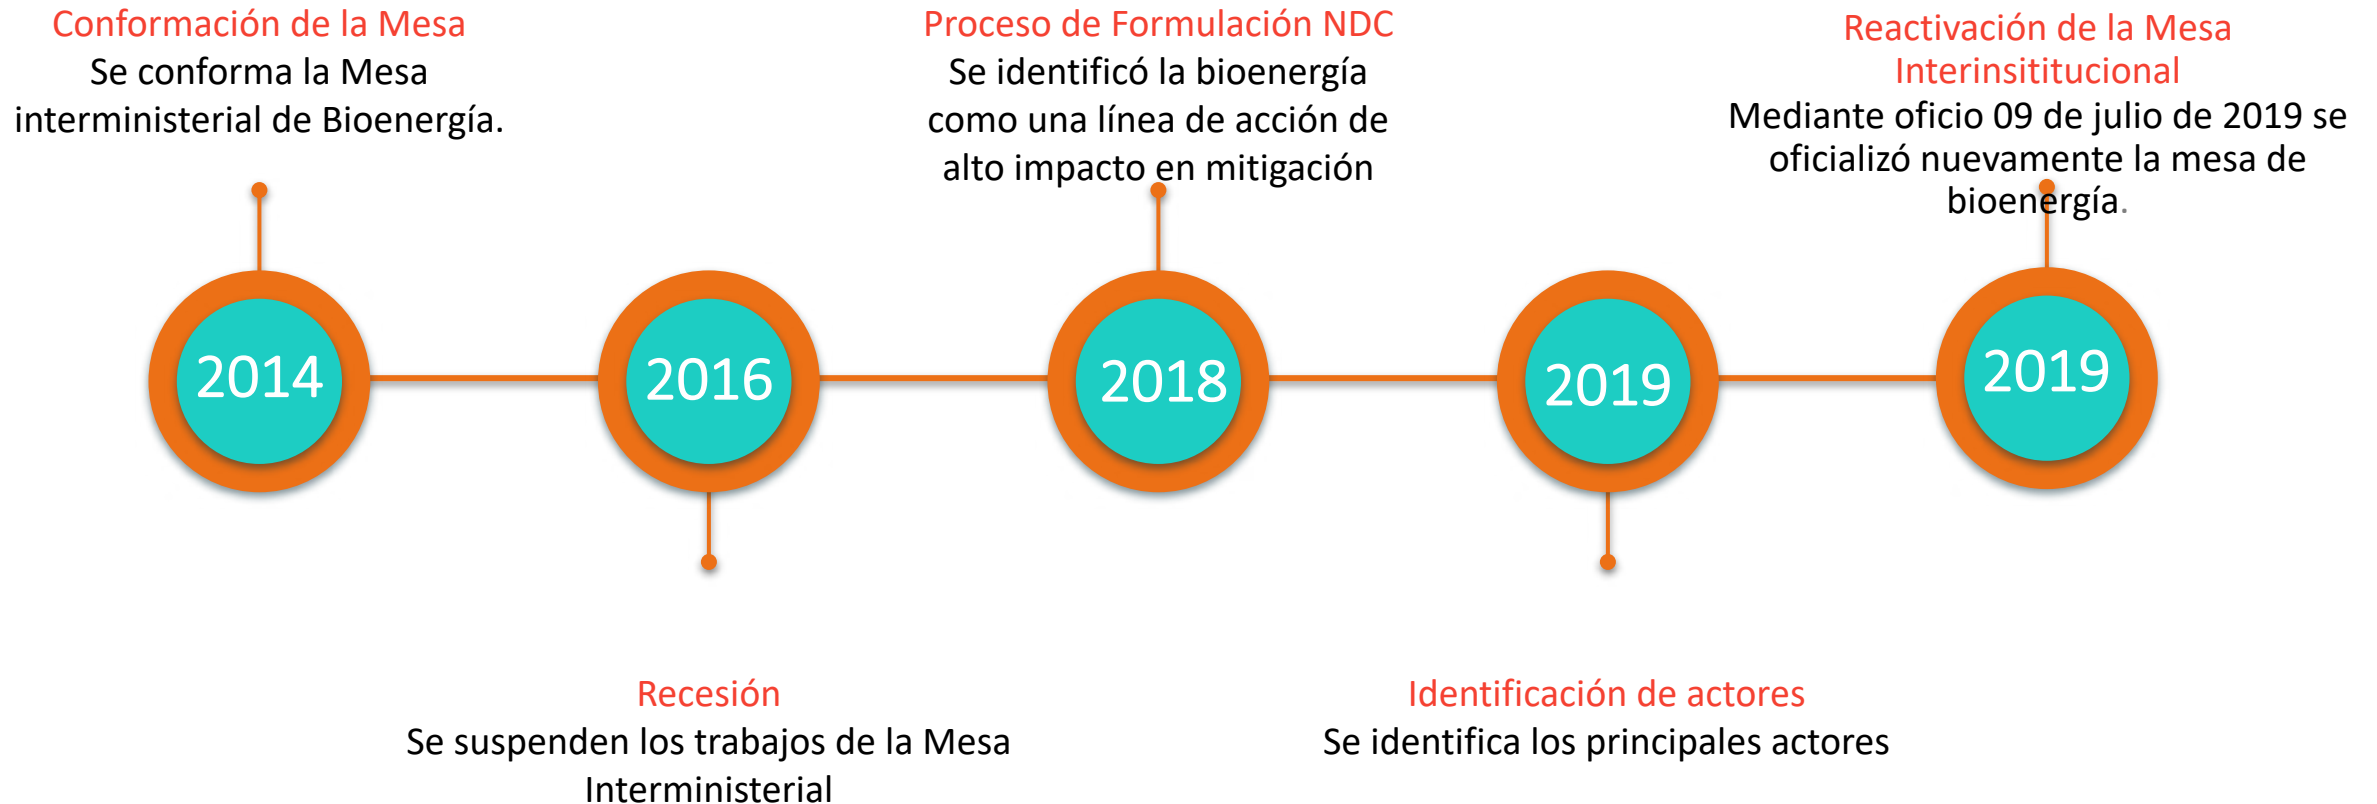 Conformación de la Mesa
Se conforma la Mesa
interministerial de Bioenergía.
Proceso de Formulación NDC
Se identificó la bioenergía
como una línea de acción de
alto impacto en mitigación
Reactivación de la Mesa
Interinsititucional
Mediante oficio 09 de julio de 2019 se
oficializó nuevamente la mesa de
bioenergía.
2014
2016
2018
2019
2019
Recesión
Se suspenden los trabajos de la Mesa
Interministerial
Identificación de actores
Se identifica los principales actores